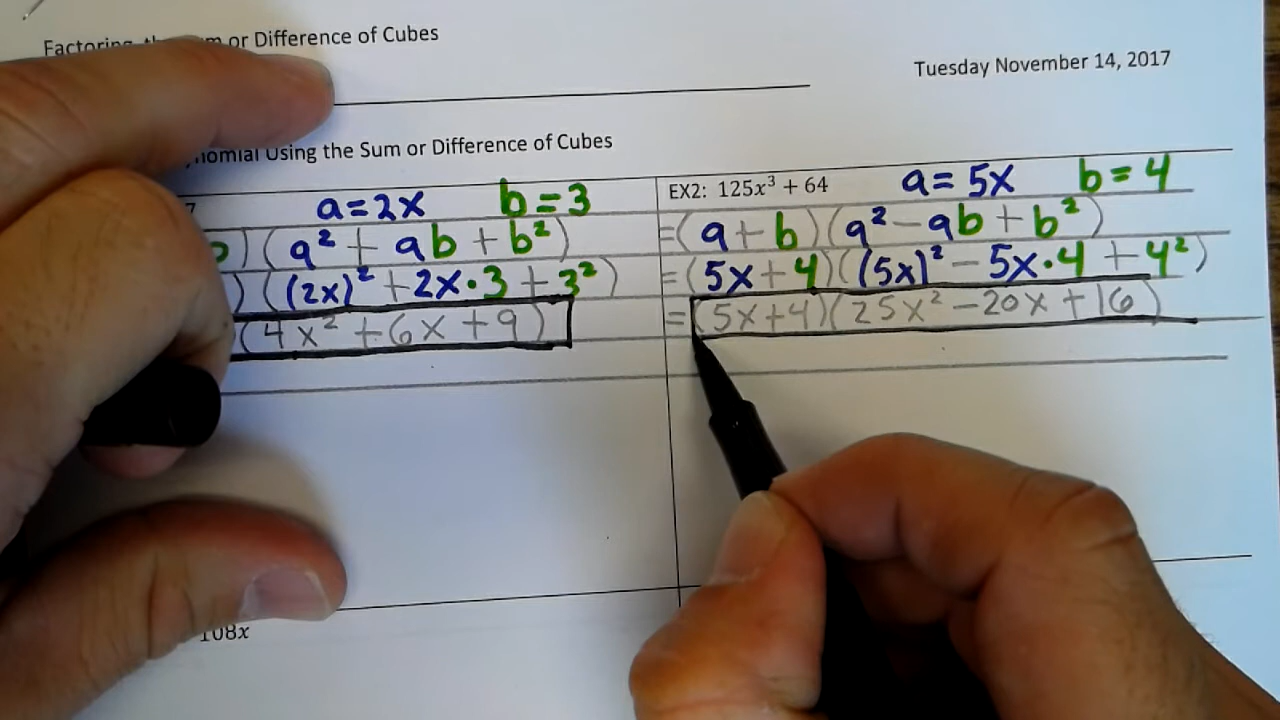 Factoring or Difference of Cubes
Tuesday November 14, 2017
Using the Sum or Difference of Cubes
7 a=2x b=3
) (a² + ab + b²)
) ((2x)² + 2x·3 + 3²)
(4x² + 6x + 9)
EX2: 125x³ + 64 a=5x b=4
=(a+b)(a² - ab + b²)
=(5x+4)((5x)² - 5x·4 + 4²)
=(5x+4)(25x² - 20x + 16)
108x